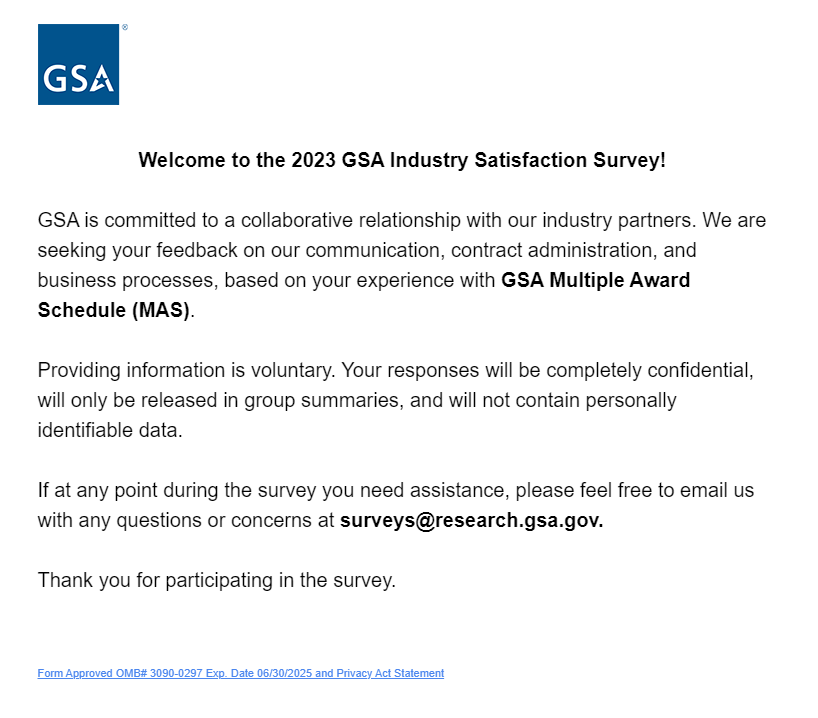 GSA®
Welcome to the 2023 GSA Industry Satisfaction Survey!
GSA is committed to a collaborative relationship with our industry partners. We are
seeking your feedback on our communication, contract administration, and
business processes, based on your experience with GSA Multiple Award
Schedule (MAS).
Providing information is voluntary. Your responses will be completely confidential,
will only be released in group summaries, and will not contain personally
identifiable data.
If at any point during the survey you need assistance, please feel free to email us
with any questions or concerns at surveys@research.gsa.gov.
Thank you for participating in the survey.
Form Approved OMB# 3090-0297 Exp. Date 06/30/2025 and Privacy Act Statement